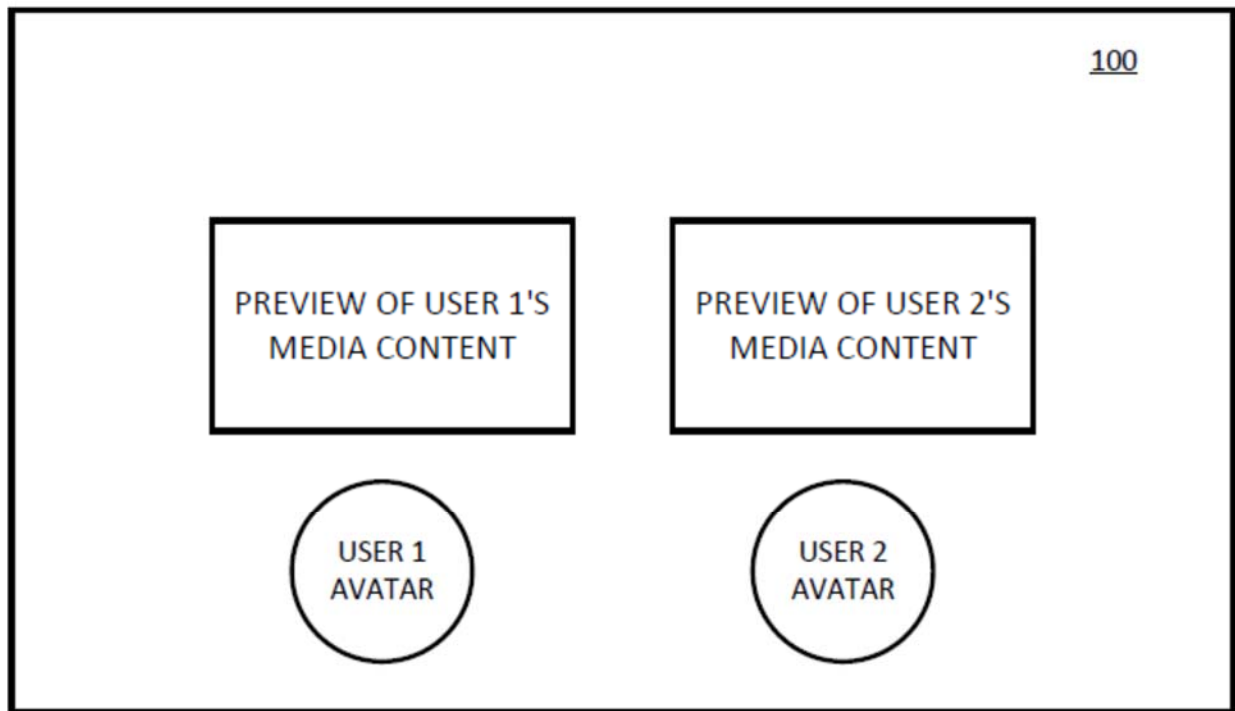 100
PREVIEW OF USER 1'S
MEDIA CONTENT
PREVIEW OF USER 2'S
MEDIA CONTENT
USER 1
AVATAR
USER 2
AVATAR